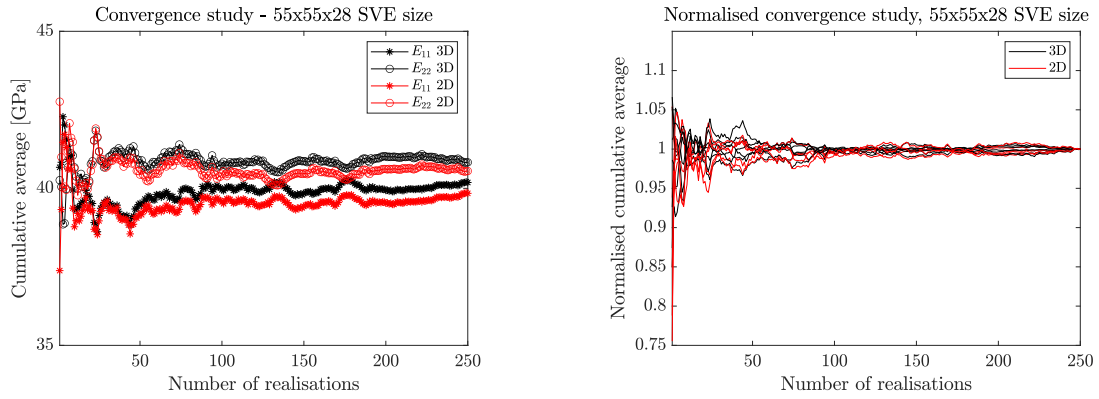 Convergence study - 55x55x28 SVE size
45
40
35
Cumulative average [GPa]
E11 3D
E22 3D
E11 2D
E22 2D
50
100
150
200
250
Number of realisations
Normalised convergence study, 55x55x28 SVE size
1.1
1.05
1
0.95
0.9
0.85
0.8
0.75
Normalised cumulative average
3D
2D
50
100
150
200
250
Number of realisations